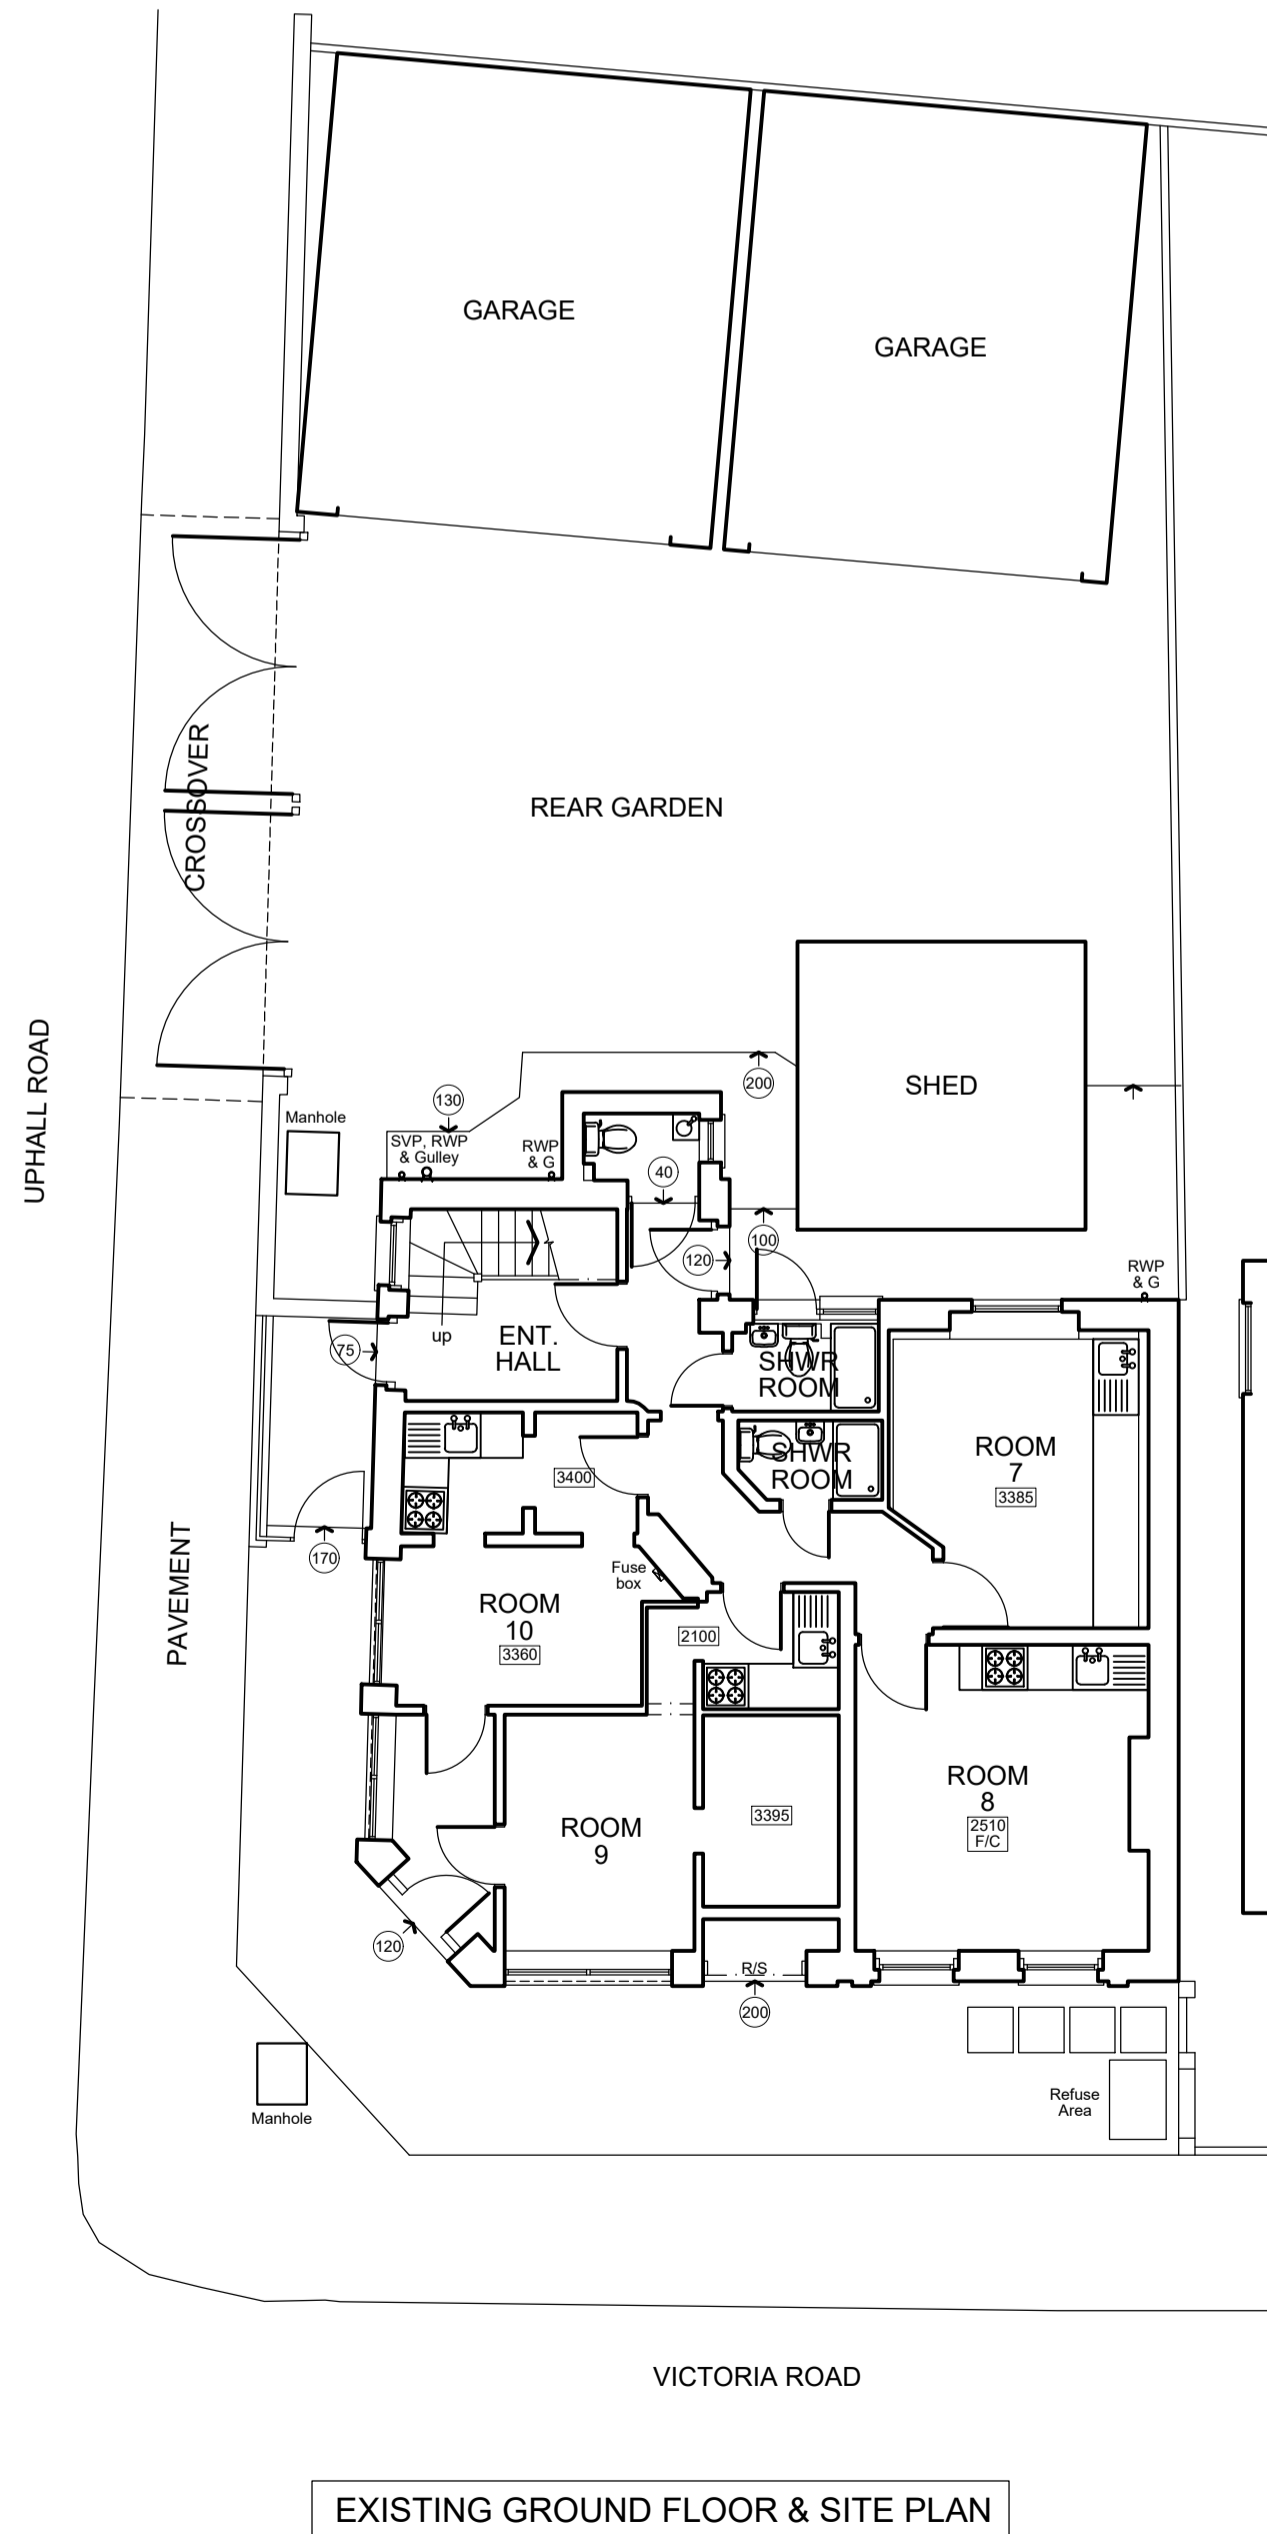 GARAGE
GARAGE
CROSSOVER
REAR GARDEN
UPHALL ROAD
SHED
200
130
Manhole
SVP, RWP
& Gulley
RWP
& G
40
100
120
RWP
& G
up
ENT.
HALL
75
SHWR
ROOM
SHWR
ROOM
ROOM
7
3385
3400
170
PAVEMENT
Fuse
box
ROOM
10
3360
2100
ROOM
8
2510
F/C
3395
ROOM
9
120
R/S
200
Refuse
Area
Manhole
VICTORIA ROAD
EXISTING GROUND FLOOR & SITE PLAN